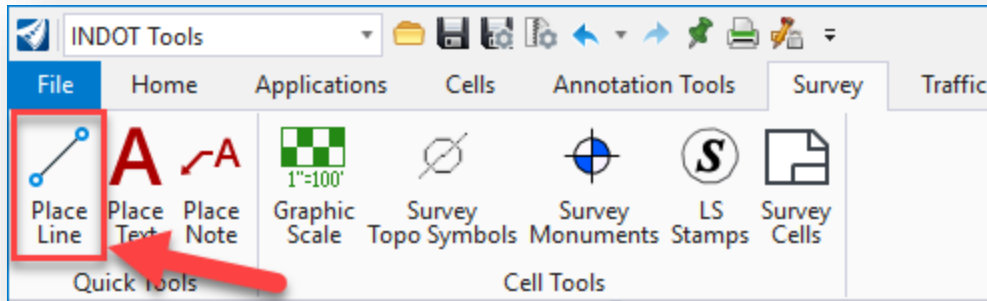 INDOT Tools
File Home Applications Cells Annotation Tools Survey Traffic
A A
1"=100' S
Place Place Place Graphic Survey Survey LS Survey
Line Text Note Scale Topo Symbols Monuments Stamps Cells
Quick Tools Cell Tools